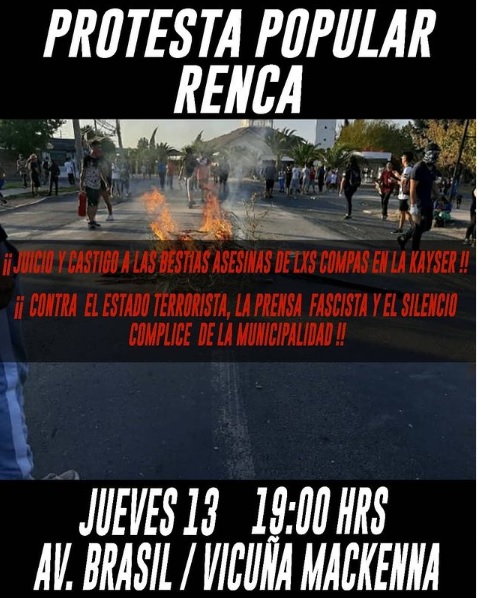 PROTESTA POPULAR
RENCA
¡¡JUICIO Y CASTIGO A LAS BESTIAS ASESINAS DE LXS COMPAS EN LA KAYSER !!
¡¡ CONTRA EL ESTADO TERRORISTA, LA PRENSA FASCISTA Y EL SILENCIO
COMPLICE DE LA MUNICIPALIDAD !!
JUEVES 13 19:00 HRS
AV. BRASIL / VICUÑA MACKENNA